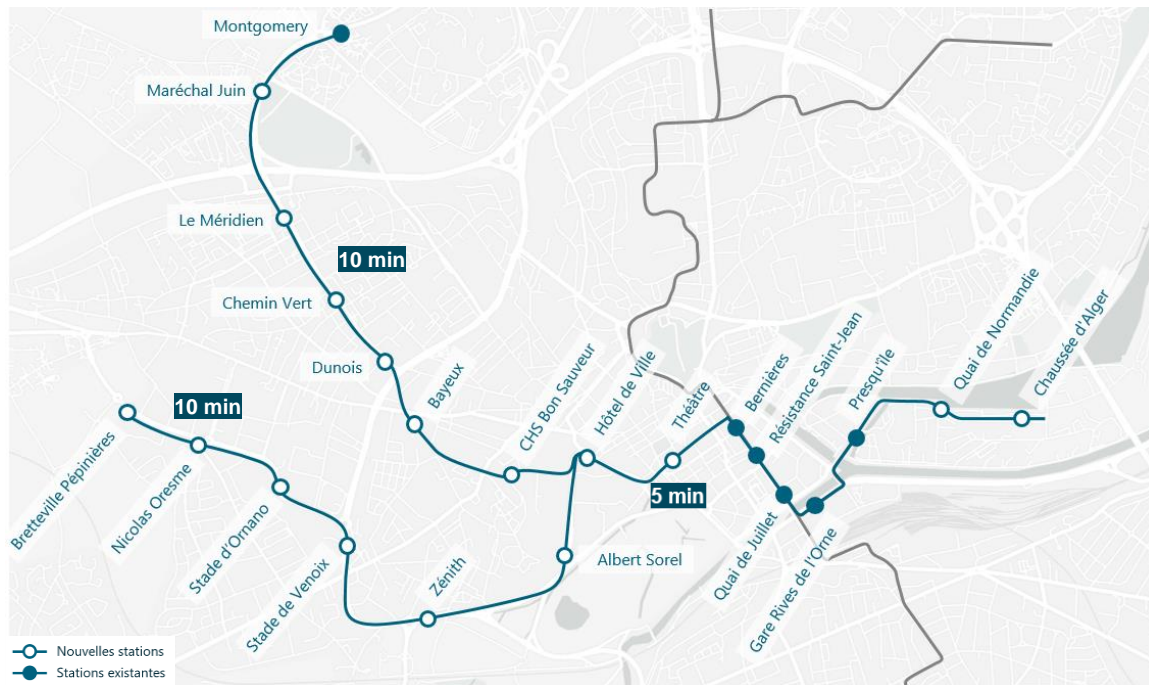 Montgomery
Maréchal Juin
Le Méridien
10 min
Chemin Vert
Dunois
Bayeux
CHS Bon Sauveur
Hôtel de Ville
Théâtre
Bernières
Résistance Saint-Jean
Presqu'île
Quai de Normandie
Chaussée d'Alger
10 min
5 min
Bretteville Pépinières
Nicolas Oresme
Stade d'Ornano
Stade de Venoix
Zénith
Albert Sorel
Quai de Juillet
Gare Rives de l'Orne
Nouvelles stations
Stations existantes